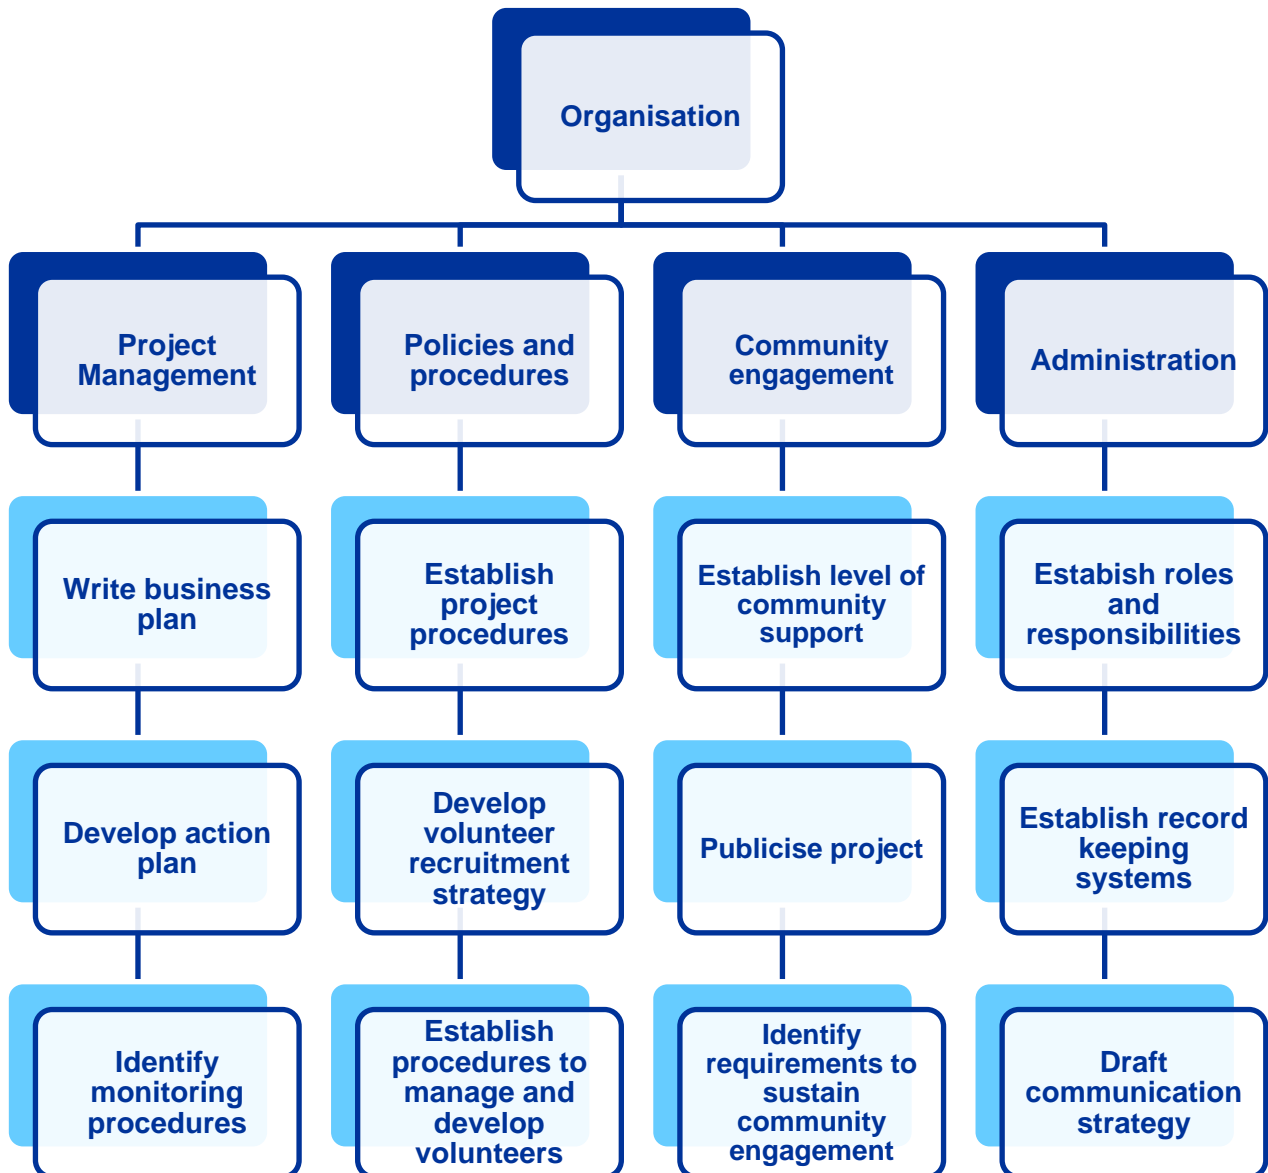 Organisation
Project
Management
Policies and
procedures
Community
engagement
Administration
Write business
plan
Establish
project
procedures
Establish level of
community
support
Estabish roles
and
responsibilities
Develop action
plan
Develop
volunteer
recruitment
strategy
Publicise project
Establish record
keeping
systems
Identify
monitoring
procedures
Establish
procedures to
manage and
develop
volunteers
Identify
requirements to
sustain
community
engagement
Draft
communication
strategy